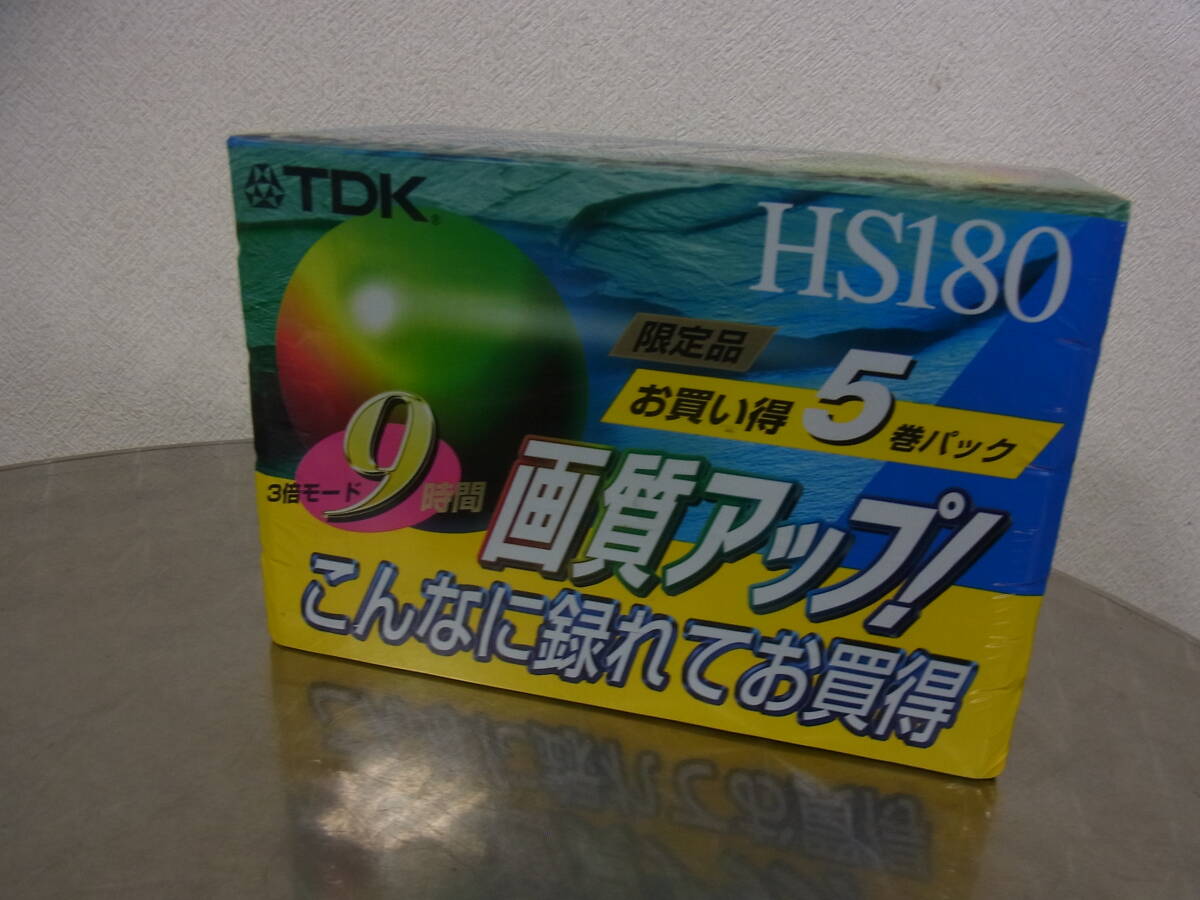 TDK
HS180
限定品
お買い得5巻パック
3倍モード9時間
画質アップ!
こんなに録れてお買得